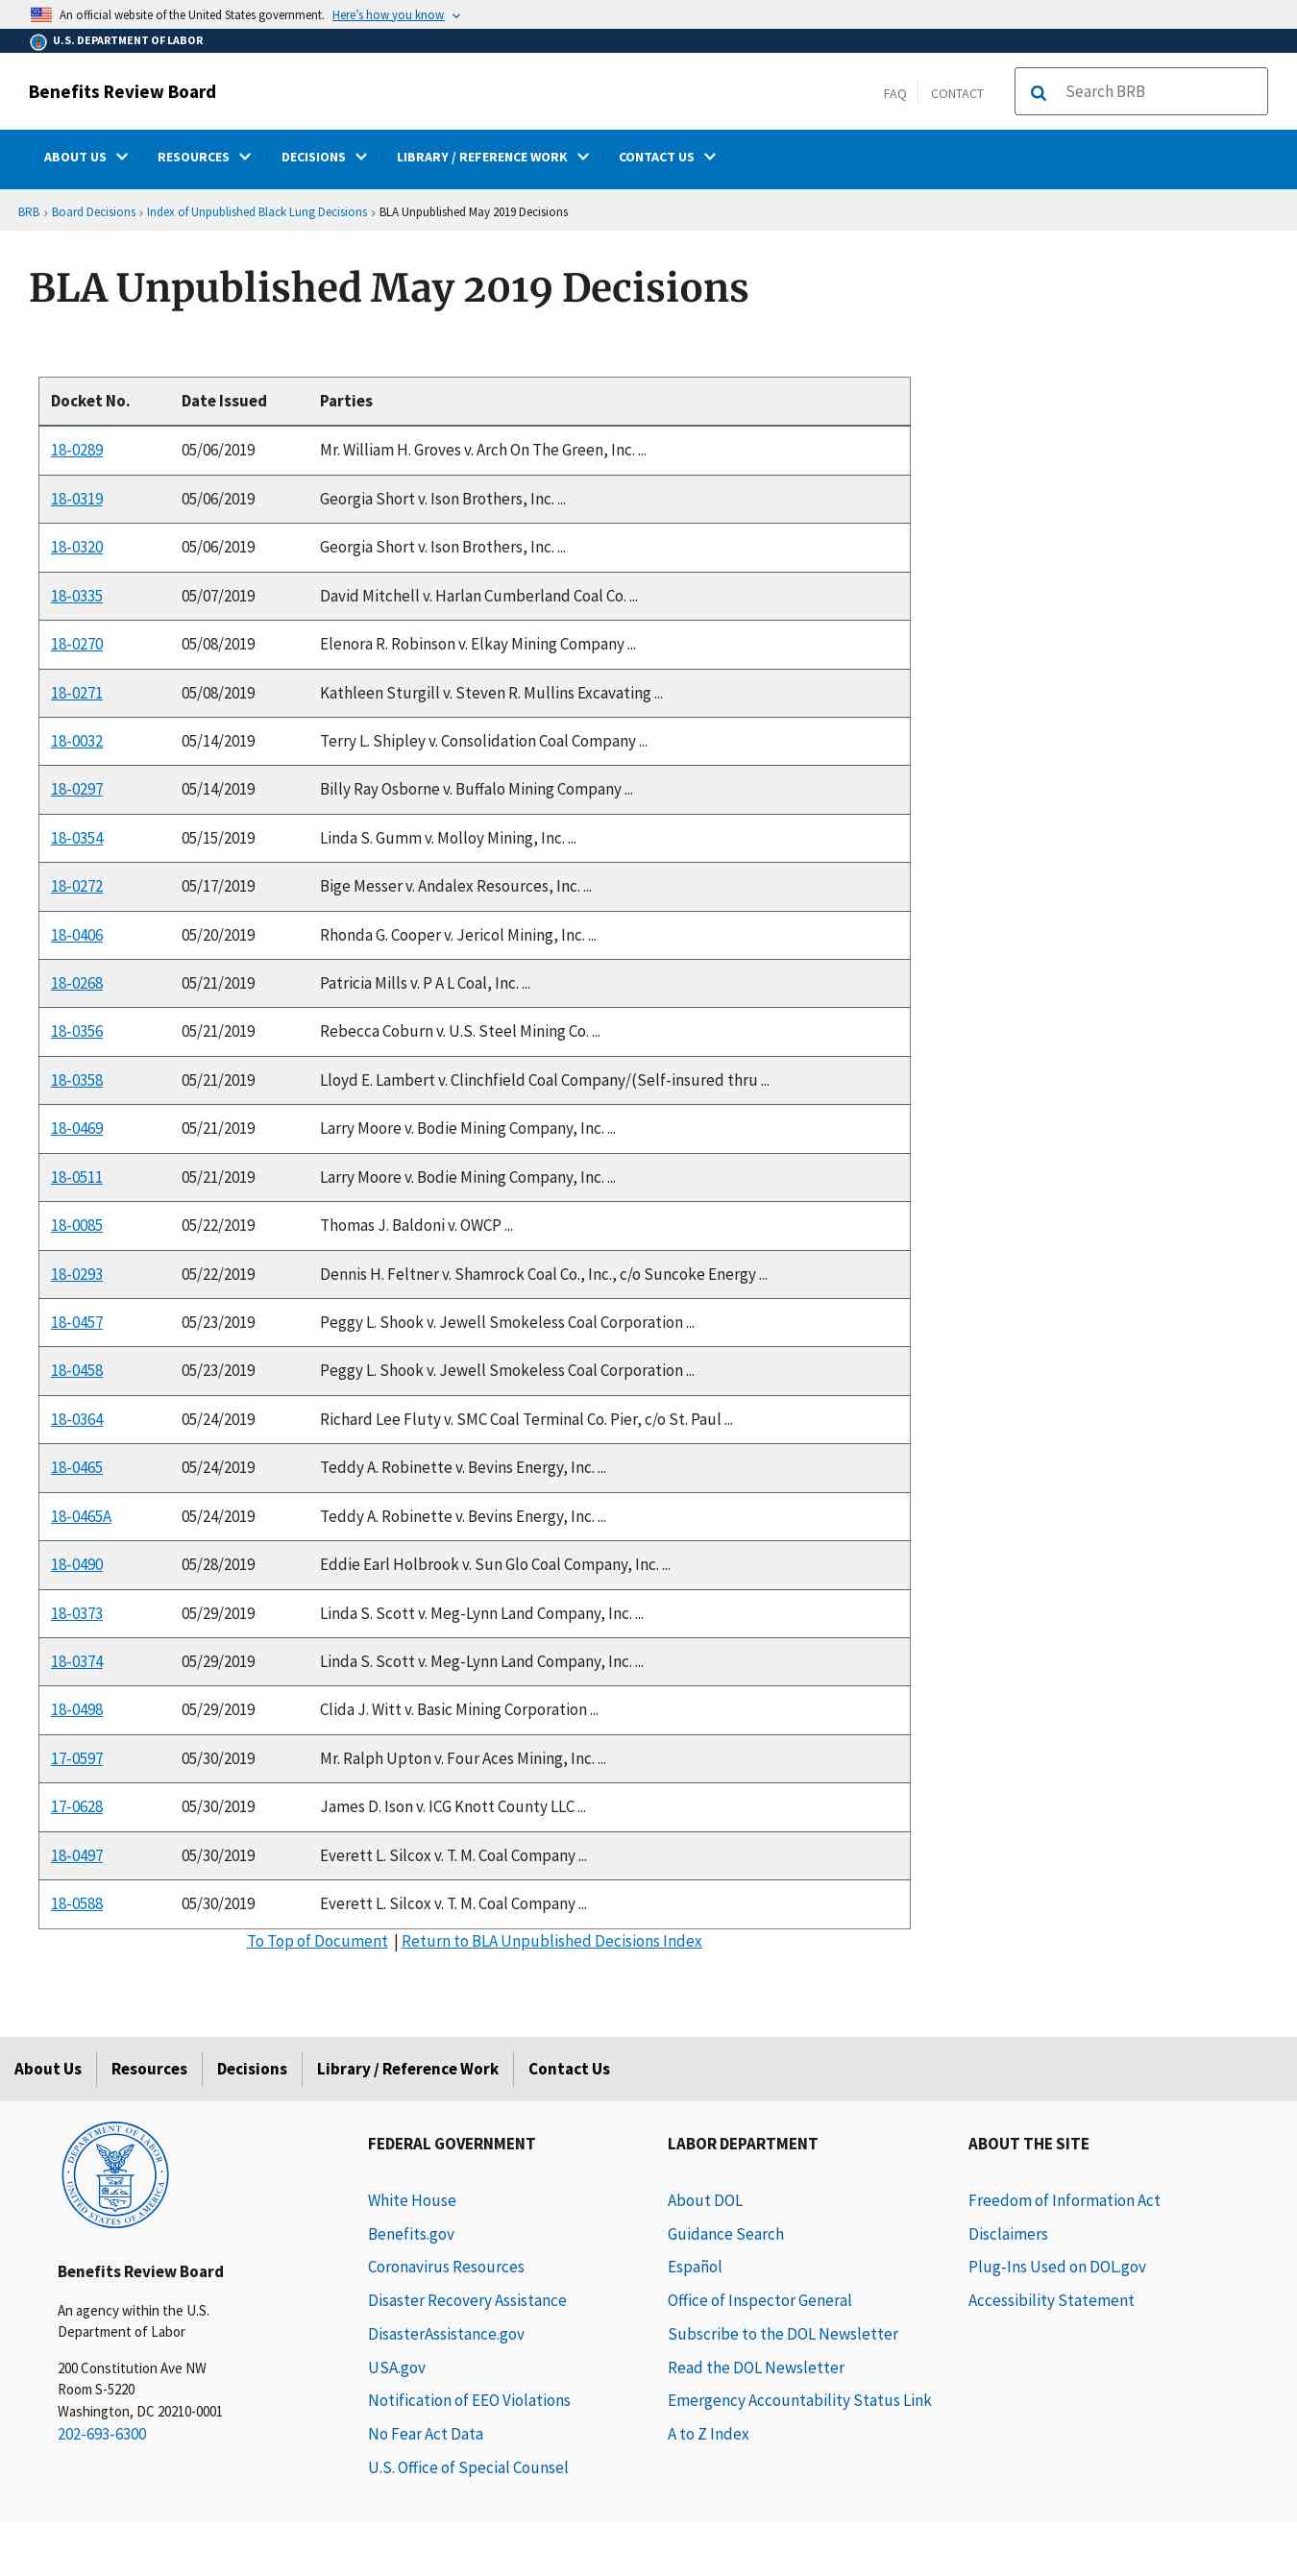 An official website of the United States government. Here's how you know
U.S. DEPARTMENT OF LABOR
Benefits Review Board
FAQ CONTACT Search BRB
ABOUT US RESOURCES DECISIONS LIBRARY / REFERENCE WORK CONTACT US
BRB › Board Decisions › Index of Unpublished Black Lung Decisions › BLA Unpublished May 2019 Decisions
BLA Unpublished May 2019 Decisions
Docket No. Date Issued Parties
18-0289 05/06/2019 Mr. William H. Groves v. Arch On The Green, Inc. ...
18-0319 05/06/2019 Georgia Short v. Ison Brothers, Inc. ...
18-0320 05/06/2019 Georgia Short v. Ison Brothers, Inc. ...
18-0335 05/07/2019 David Mitchell v. Harlan Cumberland Coal Co. ...
18-0270 05/08/2019 Elenora R. Robinson v. Elkay Mining Company ...
18-0271 05/08/2019 Kathleen Sturgill v. Steven R. Mullins Excavating ...
18-0032 05/14/2019 Terry L. Shipley v. Consolidation Coal Company ...
18-0297 05/14/2019 Billy Ray Osborne v. Buffalo Mining Company ...
18-0354 05/15/2019 Linda S. Gumm v. Molloy Mining, Inc. ...
18-0272 05/17/2019 Bige Messer v. Andalex Resources, Inc. ...
18-0406 05/20/2019 Rhonda G. Cooper v. Jericol Mining, Inc. ...
18-0268 05/21/2019 Patricia Mills v. P A L Coal, Inc. ...
18-0356 05/21/2019 Rebecca Coburn v. U.S. Steel Mining Co. ...
18-0358 05/21/2019 Lloyd E. Lambert v. Clinchfield Coal Company/(Self-insured thru ...
18-0469 05/21/2019 Larry Moore v. Bodie Mining Company, Inc. ...
18-0511 05/21/2019 Larry Moore v. Bodie Mining Company, Inc. ...
18-0085 05/22/2019 Thomas J. Baldoni v. OWCP ...
18-0293 05/22/2019 Dennis H. Feltner v. Shamrock Coal Co., Inc., c/o Suncoke Energy ...
18-0457 05/23/2019 Peggy L. Shook v. Jewell Smokeless Coal Corporation ...
18-0458 05/23/2019 Peggy L. Shook v. Jewell Smokeless Coal Corporation ...
18-0364 05/24/2019 Richard Lee Fluty v. SMC Coal Terminal Co. Pier, c/o St. Paul ...
18-0465 05/24/2019 Teddy A. Robinette v. Bevins Energy, Inc. ...
18-0465A 05/24/2019 Teddy A. Robinette v. Bevins Energy, Inc. ...
18-0490 05/28/2019 Eddie Earl Holbrook v. Sun Glo Coal Company, Inc. ...
18-0373 05/29/2019 Linda S. Scott v. Meg-Lynn Land Company, Inc. ...
18-0374 05/29/2019 Linda S. Scott v. Meg-Lynn Land Company, Inc. ...
18-0498 05/29/2019 Clida J. Witt v. Basic Mining Corporation ...
17-0597 05/30/2019 Mr. Ralph Upton v. Four Aces Mining, Inc. ...
17-0628 05/30/2019 James D. Ison v. ICG Knott County LLC ...
18-0497 05/30/2019 Everett L. Silcox v. T. M. Coal Company ...
18-0588 05/30/2019 Everett L. Silcox v. T. M. Coal Company ...
To Top of Document | Return to BLA Unpublished Decisions Index
About Us Resources Decisions Library / Reference Work Contact Us
DEPARTMENT OF LABOR
UNITED STATES OF AMERICA
Benefits Review Board
An agency within the U.S.
Department of Labor
200 Constitution Ave NW
Room S-5220
Washington, DC 20210-0001
202-693-6300
FEDERAL GOVERNMENT
White House
Benefits.gov
Coronavirus Resources
Disaster Recovery Assistance
DisasterAssistance.gov
USA.gov
Notification of EEO Violations
No Fear Act Data
U.S. Office of Special Counsel
LABOR DEPARTMENT
About DOL
Guidance Search
Español
Office of Inspector General
Subscribe to the DOL Newsletter
Read the DOL Newsletter
Emergency Accountability Status Link
A to Z Index
ABOUT THE SITE
Freedom of Information Act
Disclaimers
Plug-Ins Used on DOL.gov
Accessibility Statement